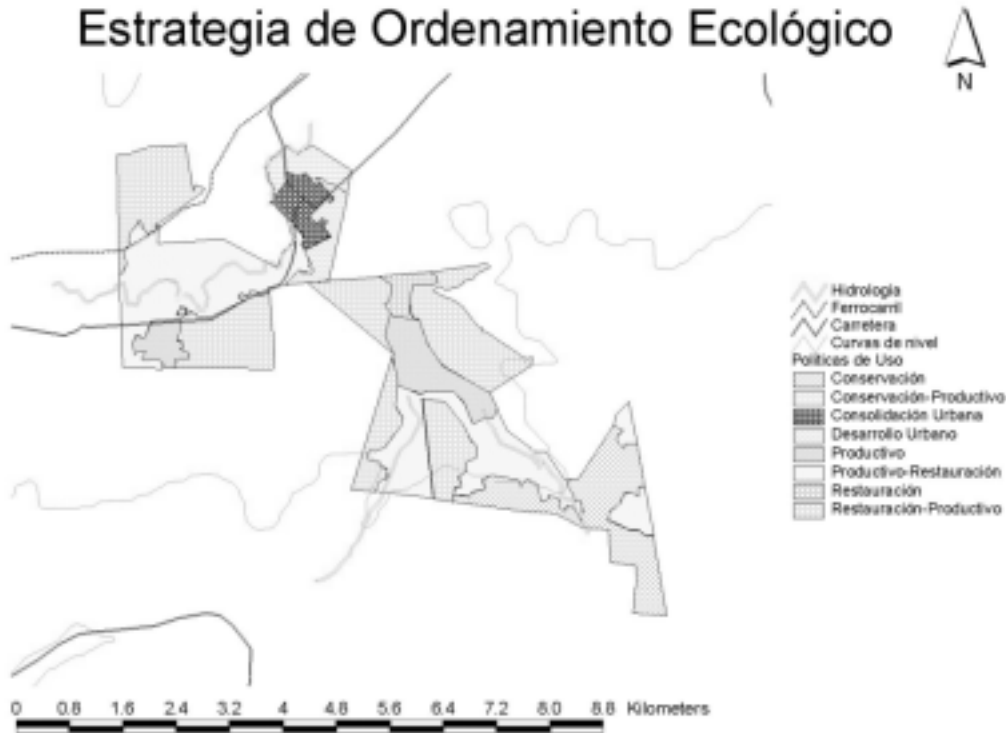 Estrategia de Ordenamiento Ecológico
N
Hidrología
Ferrocarril
Carretera
Curvas de nivel
Políticas de Uso
Conservación
Conservación-Productivo
Consolidación Urbana
Desarrollo Urbano
Productivo
Productivo-Restauración
Restauración
Restauración-Productivo
0 0.8 1.6 2.4 3.2 4 4.8 5.6 6.4 7.2 8.0 8.8 Kilometers